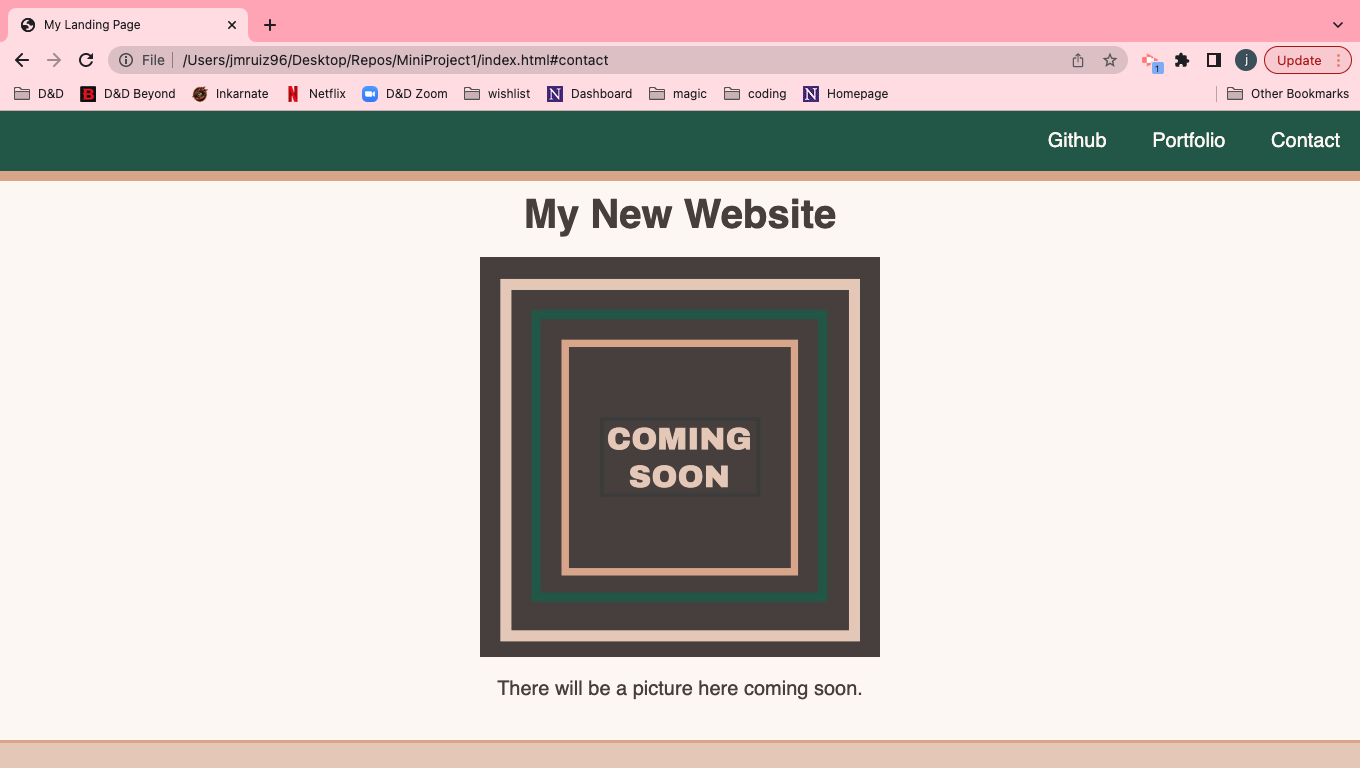 My Landing Page
File /Users/jmruiz96/Desktop/Repos/MiniProject1/index.html#contact 1 j Update
D&D B D&D Beyond Inkarnate N Netflix D&D Zoom wishlist N Dashboard magic coding N Homepage Other Bookmarks
Github Portfolio Contact
My New Website
COMING
SOON
There will be a picture here coming soon.